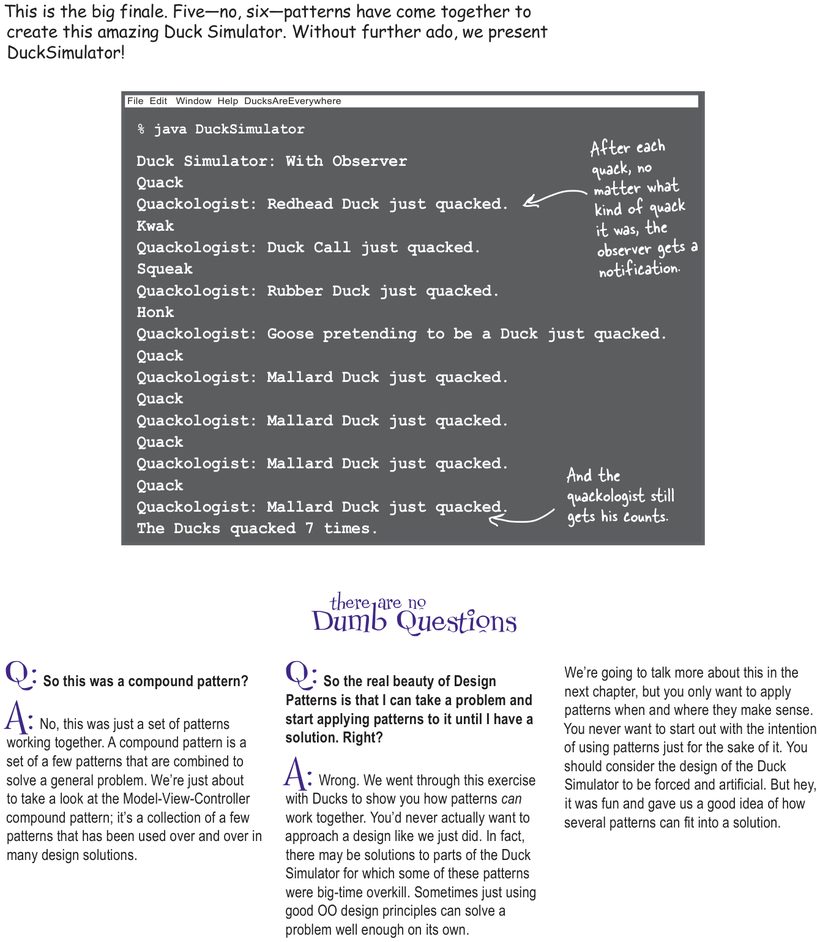 This is the big finale. Five—no, six—patterns have come together to
create this amazing Duck Simulator. Without further ado, we present
DuckSimulator!
File Edit Window Help DucksAreEverywhere
% java DuckSimulator
Duck Simulator: With Observer
Quack
Quackologist: Redhead Duck just quacked.
Kwak
Quackologist: Duck Call just quacked.
Squeak
Quackologist: Rubber Duck just quacked.
Honk
Quackologist: Goose pretending to be a Duck just quacked.
Quack
Quackologist: Mallard Duck just quacked.
Quack
Quackologist: Mallard Duck just quacked.
Quack
Quackologist: Mallard Duck just quacked.
Quack
Quackologist: Mallard Duck just quacked.
The Ducks quacked 7 times.
After each
quack, no
matter what
kind of quack
it was, the
observer gets a
notification.
And the
quackologist still
gets his counts.
there are no
Dumb Questions
Q: So this was a compound pattern?
A: No, this was just a set of patterns
working together. A compound pattern is a
set of a few patterns that are combined to
solve a general problem. We're just about
to take a look at the Model-View-Controller
compound pattern; it's a collection of a few
patterns that has been used over and over in
many design solutions.
Q: So the real beauty of Design
Patterns is that I can take a problem and
start applying patterns to it until I have a
solution. Right?
A: Wrong. We went through this exercise
with Ducks to show you how patterns can
work together. You'd never actually want to
approach a design like we just did. In fact,
there may be solutions to parts of the Duck
Simulator for which some of these patterns
were big-time overkill. Sometimes just using
good OO design principles can solve a
problem well enough on its own.
We're going to talk more about this in the
next chapter, but you only want to apply
patterns when and where they make sense.
You never want to start out with the intention
of using patterns just for the sake of it. You
should consider the design of the Duck
Simulator to be forced and artificial. But hey,
it was fun and gave us a good idea of how
several patterns can fit into a solution.